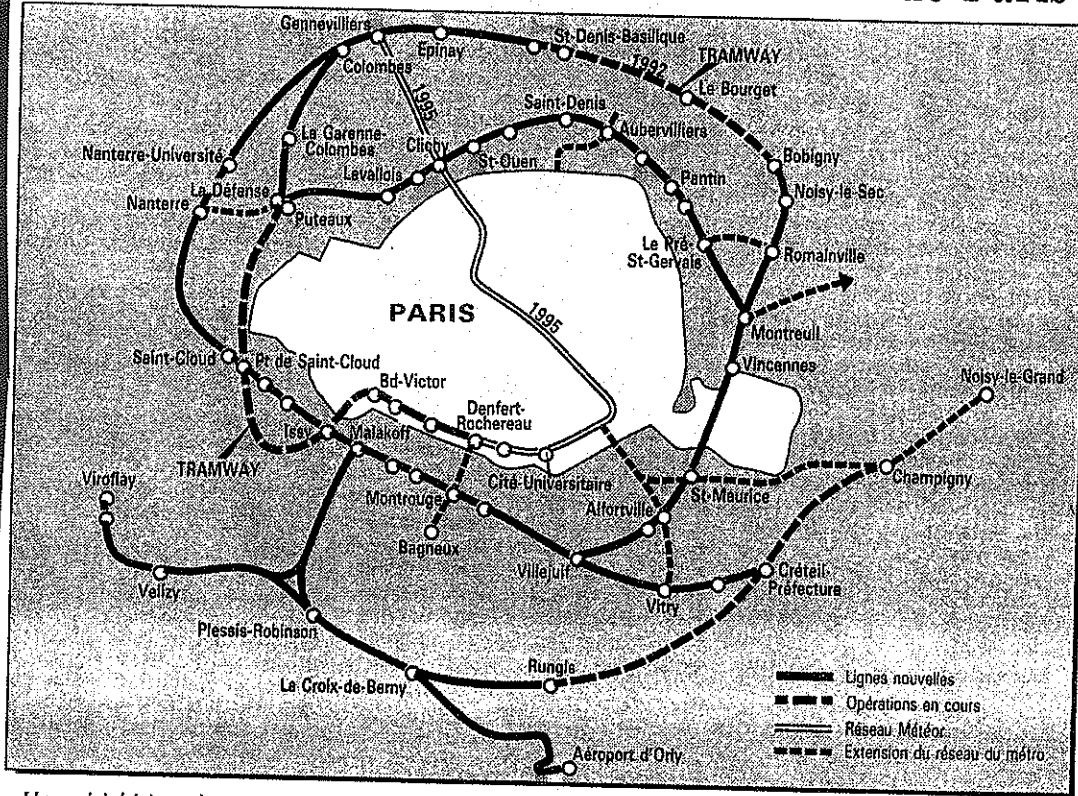 Gennevilliers
Colombes
Epinay
St-Denis-Basilique
1992
TRAMWAY
Le Bourget
1995
Saint-Denis
Aubervilliers
La Garenne-
Colombes
Clichy
St-Ouen
Bobigny
Nanterre-Université
Levallois
Pantin
Noisy-le-Sec
La Défense
Nanterre
Puteaux
Le Pré-
St-Gervais
Romainville
PARIS
1995
Montreuil
Saint-Cloud
Pt de Saint-Cloud
Vincennes
Bd-Victor
Noisy-le-Grand
Denfert-
Rochereau
Issy
Malakoff
TRAMWAY
Viroflay
Cité-Universitaire
Champigny
Montrouge
Alfortville
St-Maurice
Bagneux
Villejuif
Créteil-
Préfecture
Velizy
Vitry
Plessis-Robinson
La Croix-de-Berny
Rungis
Lignes nouvelles
Opérations en cours
Réseau Météor
Extension du réseau du métro
Aéroport d'Orly